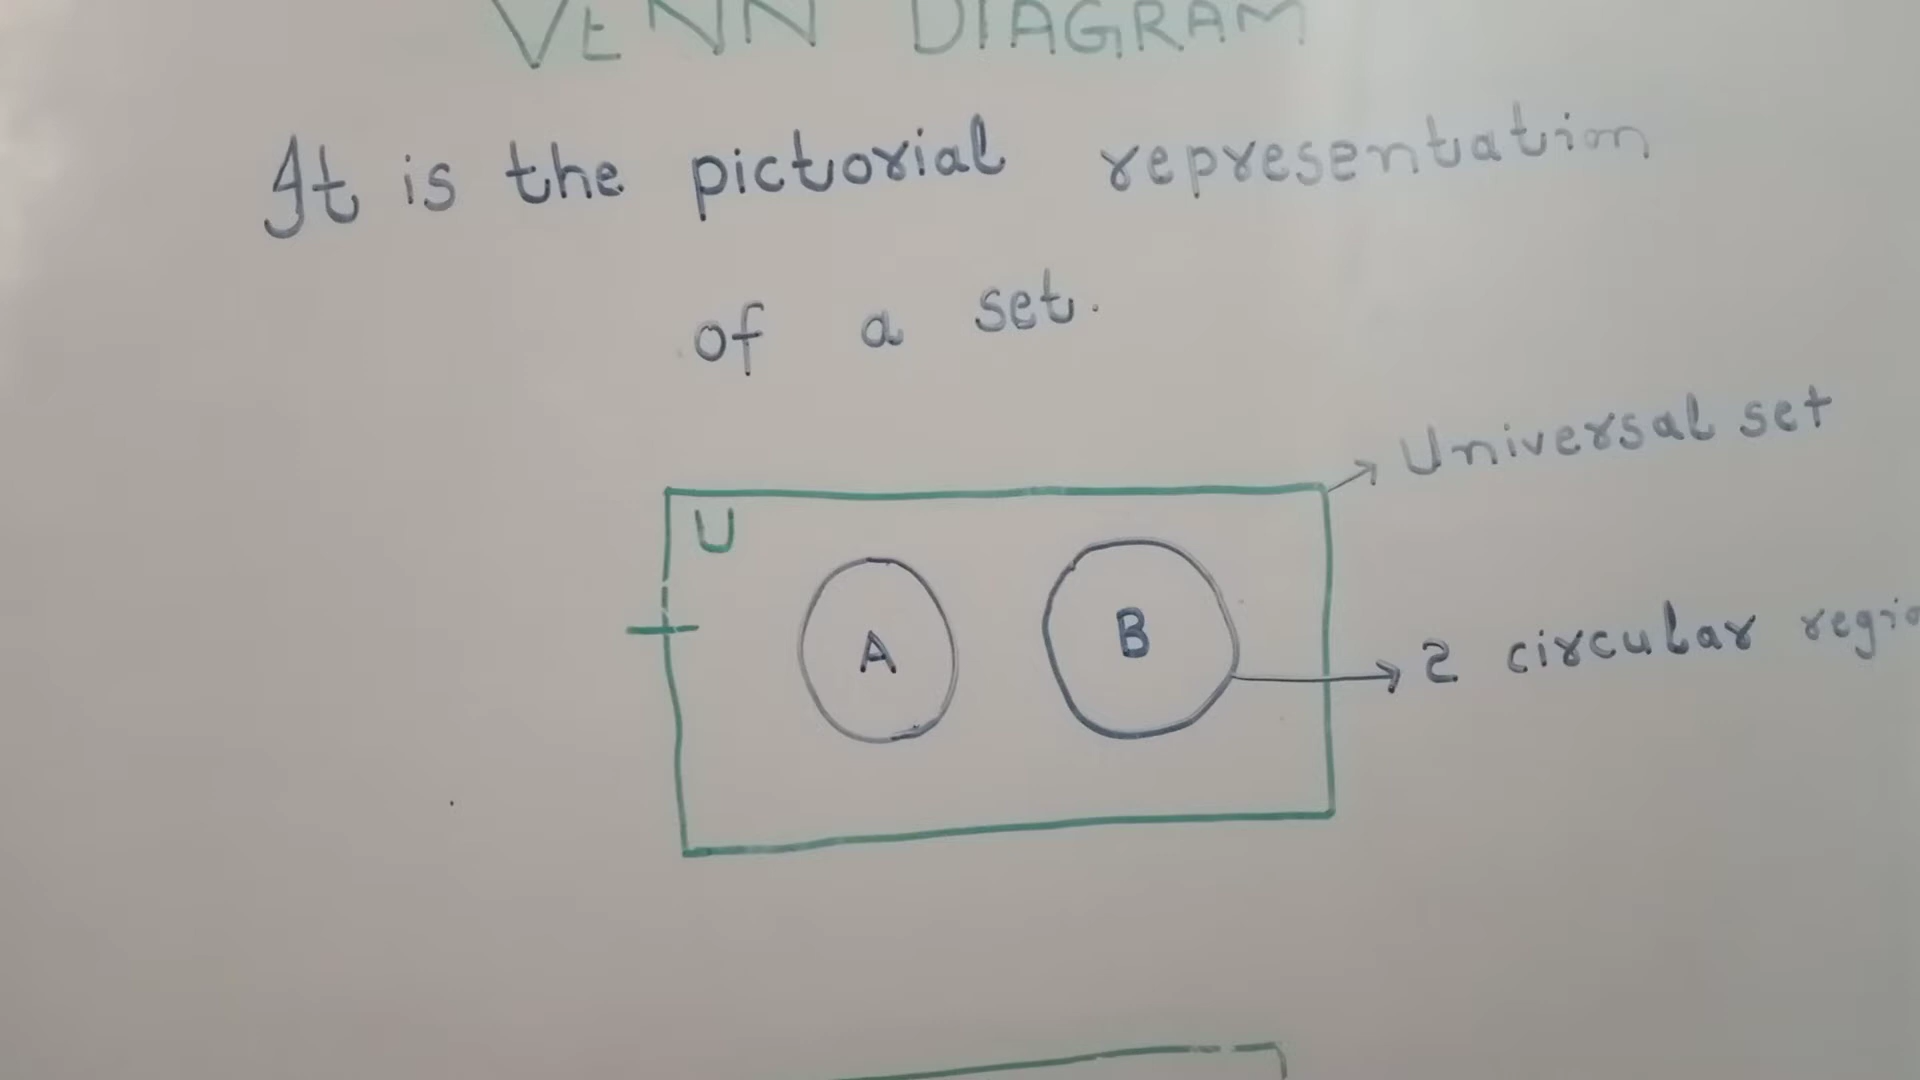 VENN DIAGRAM
It is the pictorial representation
of a set.
Universal set
U
A
B
2 circular